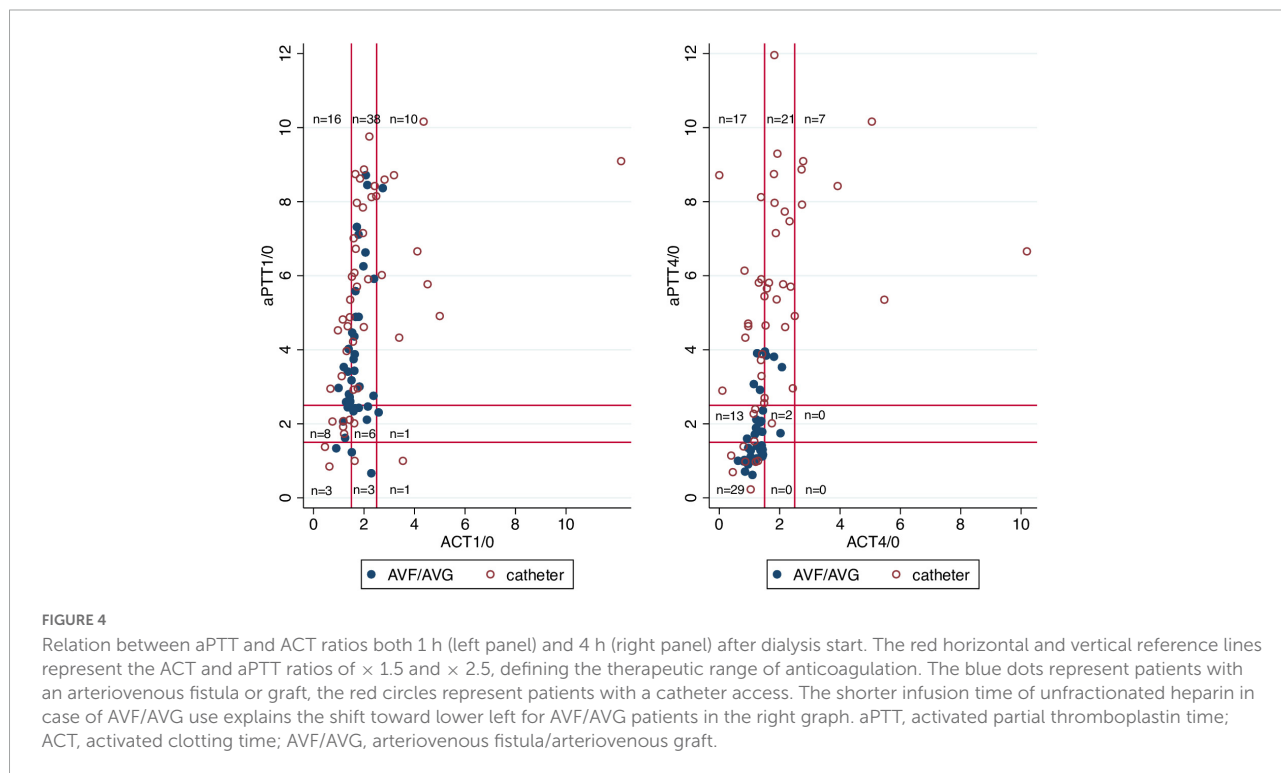 12
10
8
6
4
2
0
aPTT1/0
n=16 n=38 n=10
n=8 n=6 n=1
n=3 n=3 n=1
0 2 4 6 8 10
ACT1/0
AVF/AVG catheter
12
10
8
6
4
2
0
aPTT4/0
n=17 n=21 n=7
n=13 n=2 n=0
n=29 n=0 n=0
0 2 4 6 8 10
ACT4/0
AVF/AVG catheter
FIGURE 4
Relation between aPTT and ACT ratios both 1 h (left panel) and 4 h (right panel) after dialysis start. The red horizontal and vertical reference lines
represent the ACT and aPTT ratios of × 1.5 and × 2.5, defining the therapeutic range of anticoagulation. The blue dots represent patients with
an arteriovenous fistula or graft, the red circles represent patients with a catheter access. The shorter infusion time of unfractionated heparin in
case of AVF/AVG use explains the shift toward lower left for AVF/AVG patients in the right graph. aPTT, activated partial thromboplastin time;
ACT, activated clotting time; AVF/AVG, arteriovenous fistula/arteriovenous graft.